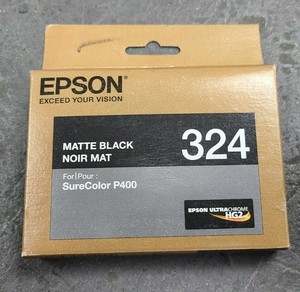 EPSON
EXCEED YOUR VISION
MATTE BLACK
NOIR MAT
324
For|Pour :
SureColor P400
EPSON ULTRACHROME
HG2